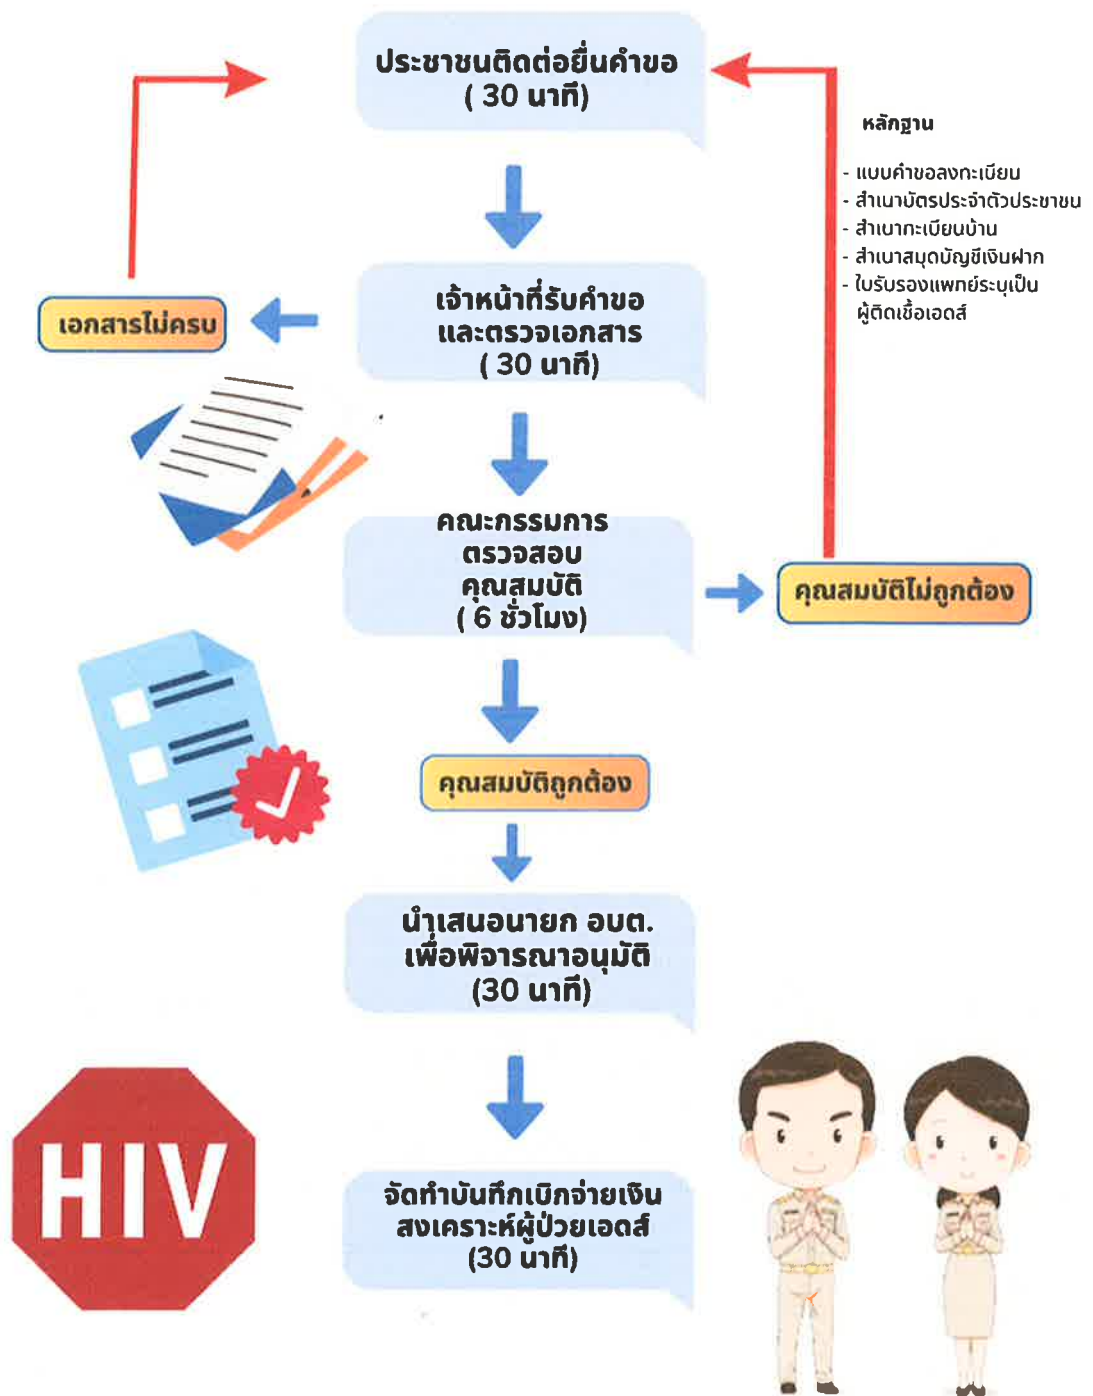 ประชาชนติดต่อยื่นคำขอ
( 30 นาที)
หลักฐาน
- แบบคำขอลงทะเบียน
- สำเนาบัตรประจำตัวประชาชน
- สำเนาทะเบียนบ้าน
- สำเนาสมุดบัญชีเงินฝาก
- ใบรับรองแพทย์ระบุเป็น
ผู้ติดเชื้อเอดส์
เจ้าหน้าที่รับคำขอ
และตรวจเอกสาร
( 30 นาที)
เอกสารไม่ครบ
คณะกรรมการ
ตรวจสอบ
คุณสมบัติ
( 6 ชั่วโมง)
คุณสมบัติไม่ถูกต้อง
คุณสมบัติถูกต้อง
นำเสนอนายก อบต.
เพื่อพิจารณาอนุมัติ
(30 นาที)
HIV
จัดทำบันทึกเบิกจ่ายเงิน
สงเคราะห์ผู้ป่วยเอดส์
(30 นาที)